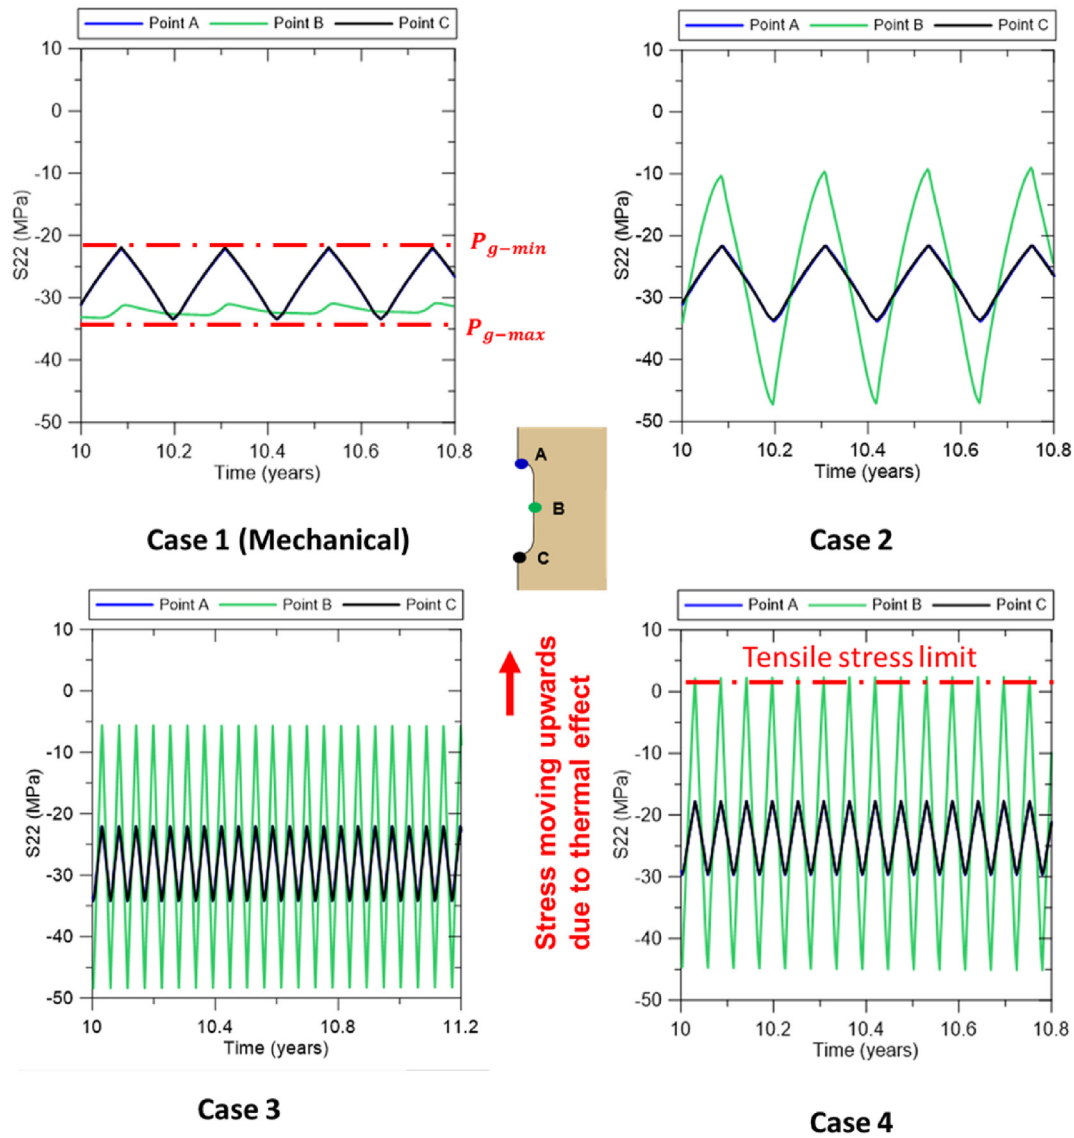 Point A Point B Point C
10
0
-10
-20
-30
-40
-50
S22 (MPa)
P_{g-min}
P_{g-max}
10 10.2 10.4 10.6 10.8
Time (years)
Case 1 (Mechanical)
Point A Point B Point C
10
0
-10
-20
-30
-40
-50
S22 (MPa)
10 10.2 10.4 10.6 10.8
Time (years)
Case 2
A
B
C
Point A Point B Point C
10
0
-10
-20
-30
-40
-50
S22 (MPa)
10 10.4 10.8 11.2
Time (years)
Case 3
Stress moving upwards
due to thermal effect
Point A Point B Point C
Tensile stress limit
10
0
-10
-20
-30
-40
-50
S22 (MPa)
10 10.2 10.4 10.6 10.8
Time (years)
Case 4